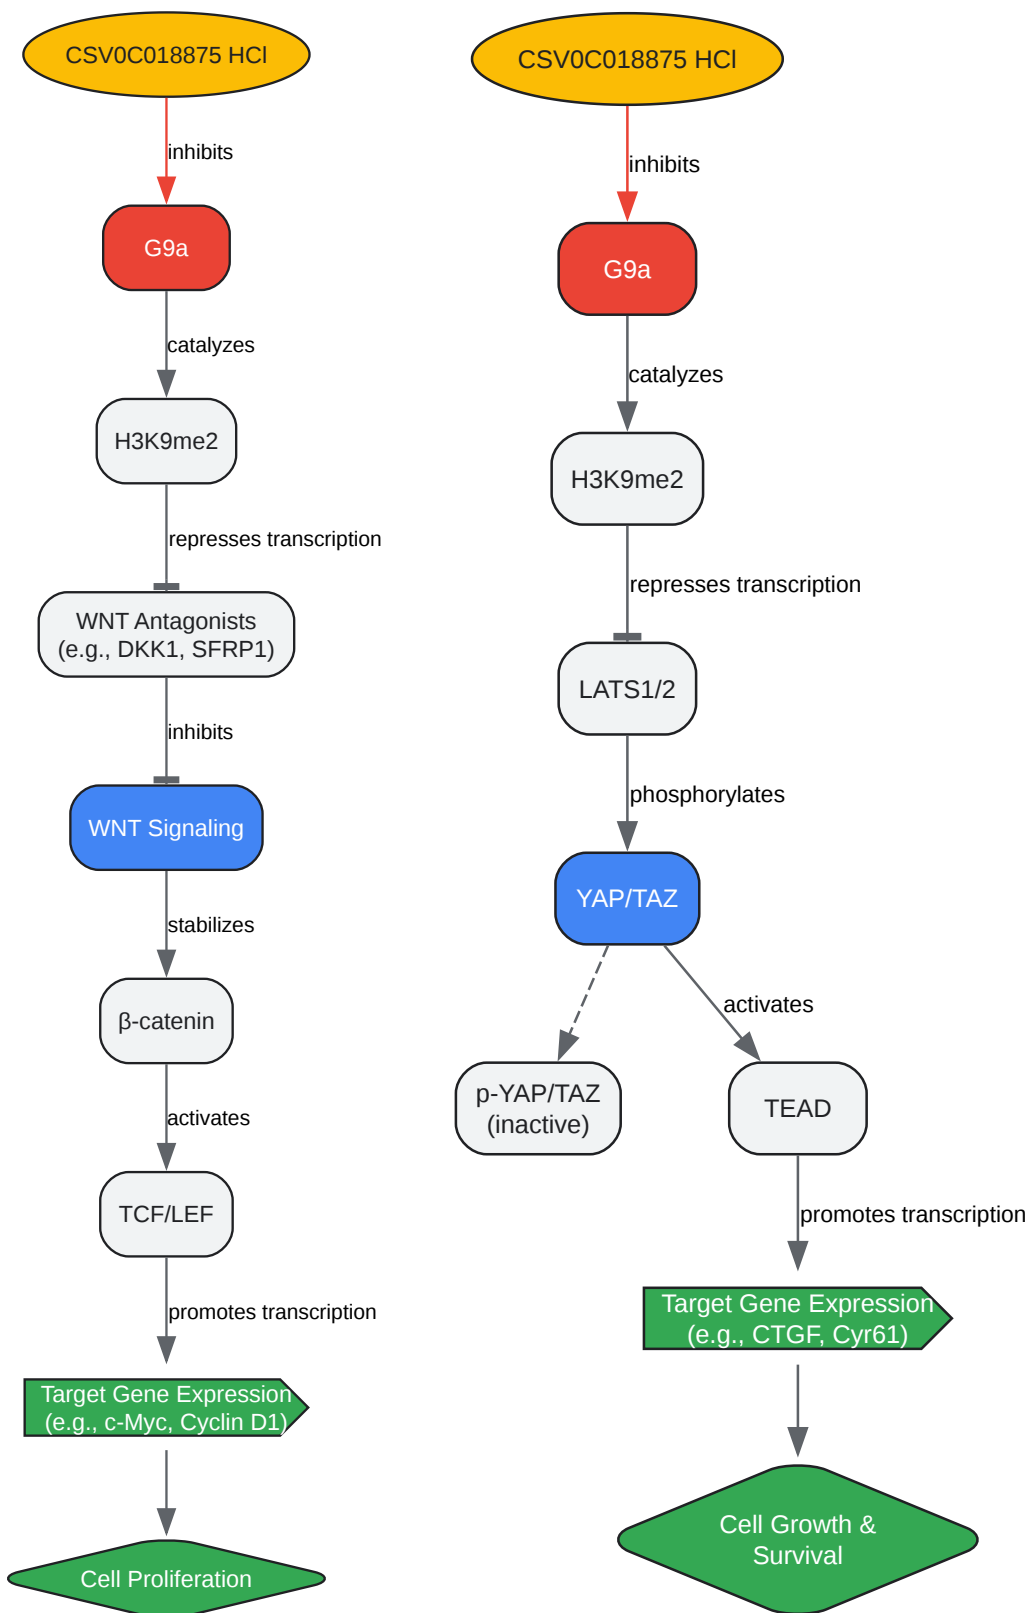 CSV0C018875 HCl
inhibits
G9a
catalyzes
H3K9me2
represses transcription
WNT Antagonists
(e.g., DKK1, SFRP1)
inhibits
WNT Signaling
stabilizes
β-catenin
activates
TCF/LEF
promotes transcription
Target Gene Expression
(e.g., c-Myc, Cyclin D1)
Cell Proliferation
CSV0C018875 HCl
inhibits
G9a
catalyzes
H3K9me2
represses transcription
LATS1/2
phosphorylates
YAP/TAZ
activates
p-YAP/TAZ
(inactive)
TEAD
promotes transcription
Target Gene Expression
(e.g., CTGF, Cyr61)
Cell Growth &
Survival